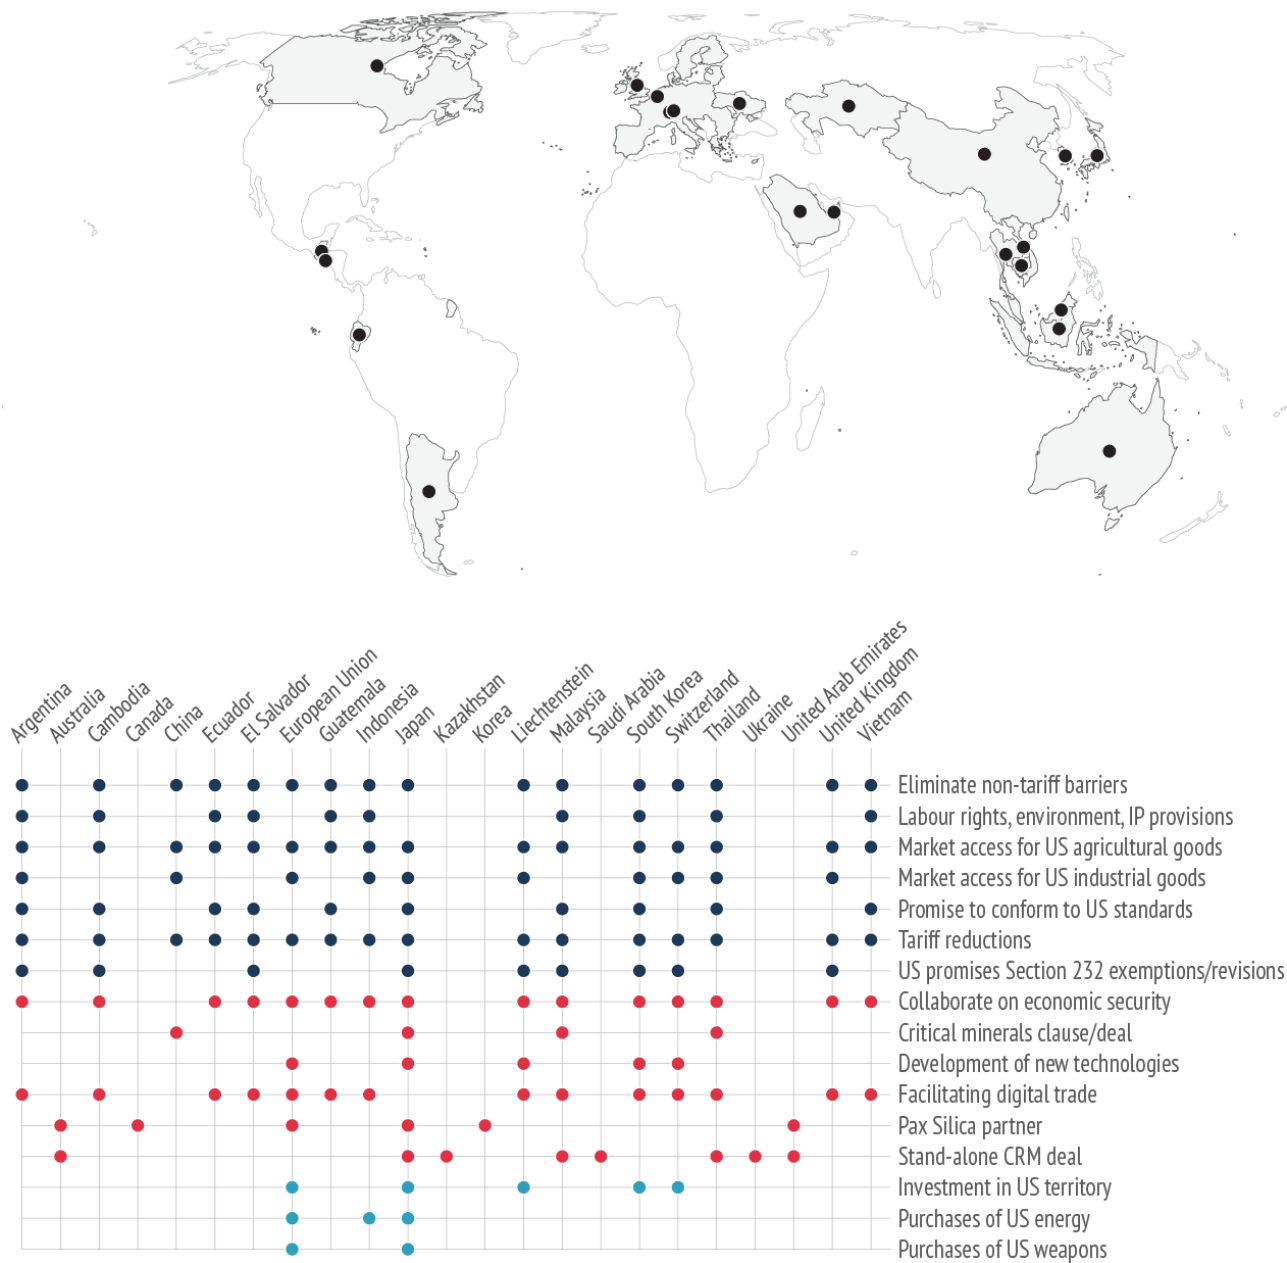 Argentina
Australia
Cambodia
Canada
China
Ecuador
El Salvador
European Union
Guatemala
Indonesia
Japan
Kazakhstan
Korea
Liechtenstein
Malaysia
Saudi Arabia
South Korea
Switzerland
Thailand
Ukraine
United Arab Emirates
United Kingdom
Vietnam
Eliminate non-tariff barriers
Labour rights, environment, IP provisions
Market access for US agricultural goods
Market access for US industrial goods
Promise to conform to US standards
Tariff reductions
US promises Section 232 exemptions/revisions
Collaborate on economic security
Critical minerals clause/deal
Development of new technologies
Facilitating digital trade
Pax Silica partner
Stand-alone CRM deal
Investment in US territory
Purchases of US energy
Purchases of US weapons